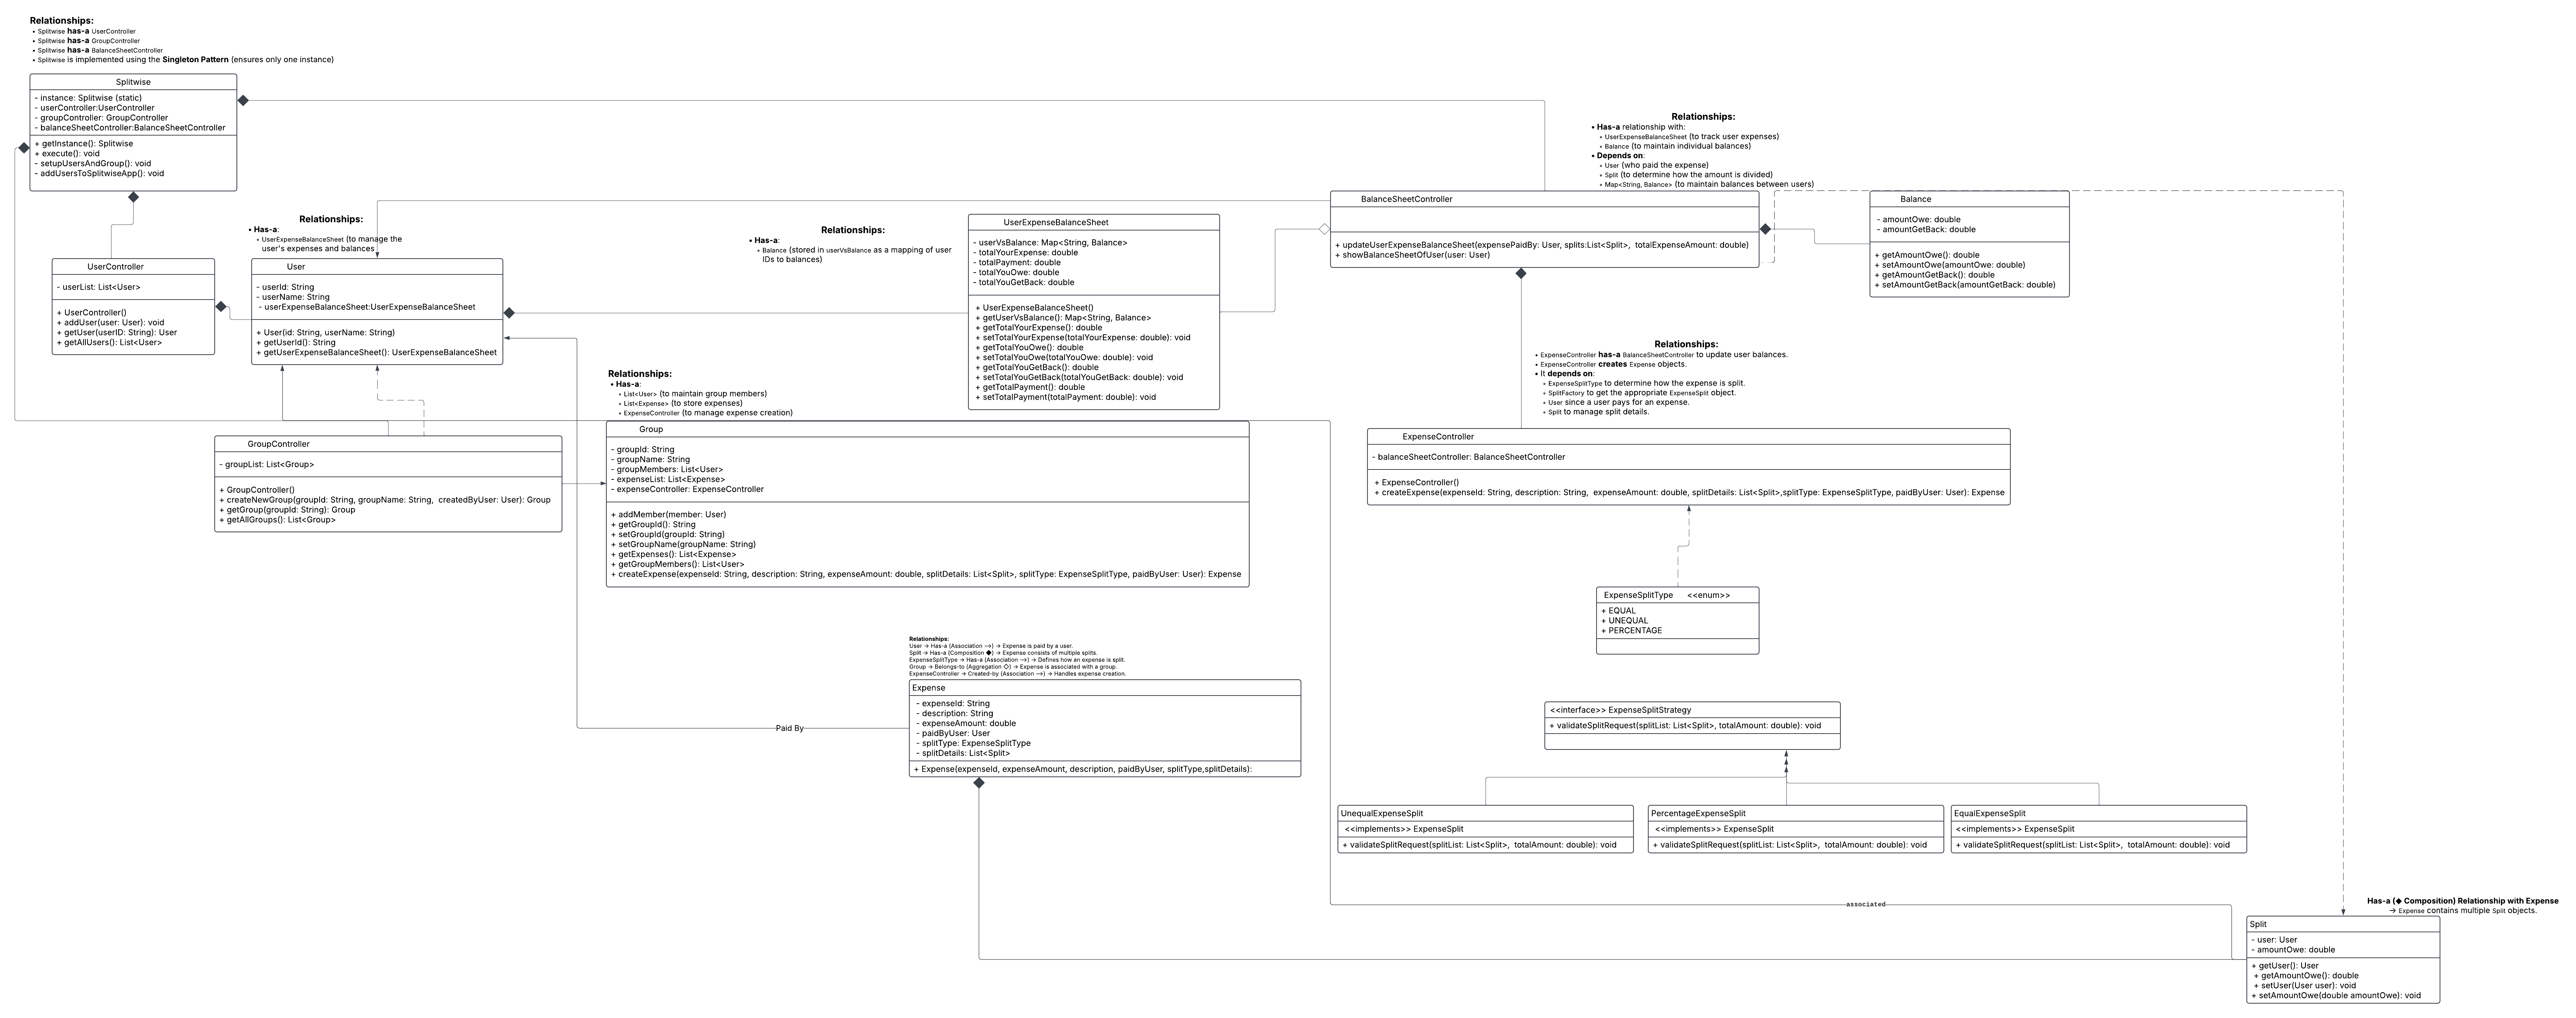 Relationships:
• Splitwise has-a UserController
• Splitwise has-a GroupController
• Splitwise has-a BalanceSheetController
• Splitwise is implemented using the Singleton Pattern (ensures only one instance)
Splitwise
- instance: Splitwise (static)
- userController:UserController
- groupController: GroupController
- balanceSheetController:BalanceSheetController
+ getInstance(): Splitwise
+ execute(): void
- setupUsersAndGroup(): void
- addUsersToSplitwiseApp(): void
UserController
- userList: List<User>
+ UserController()
+ addUser(user: User): void
+ getUser(userID: String): User
+ getAllUsers(): List<User>
Relationships:
• Has-a:
◦ UserExpenseBalanceSheet (to manage the
user's expenses and balances
User
- userId: String
- userName: String
- userExpenseBalanceSheet:UserExpenseBalanceSheet
+ User(id: String, userName: String)
+ getUserId(): String
+ getUserExpenseBalanceSheet(): UserExpenseBalanceSheet
Relationships:
• Has-a:
◦ Balance (stored in userVsBalance as a mapping of user
IDs to balances)
UserExpenseBalanceSheet
- userVsBalance: Map<String, Balance>
- totalYourExpense: double
- totalPayment: double
- totalYouOwe: double
- totalYouGetBack: double
+ UserExpenseBalanceSheet()
+ getUserVsBalance(): Map<String, Balance>
+ getTotalYourExpense(): double
+ setTotalYourExpense(totalYourExpense: double): void
+ getTotalYouOwe(): double
+ setTotalYouOwe(totalYouOwe: double): void
+ getTotalYouGetBack(): double
+ setTotalYouGetBack(totalYouGetBack: double): void
+ getTotalPayment(): double
+ setTotalPayment(totalPayment: double): void
Relationships:
• Has-a relationship with:
◦ UserExpenseBalanceSheet (to track user expenses)
◦ Balance (to maintain individual balances)
• Depends on:
◦ User (who paid the expense)
◦ Split (to determine how the amount is divided)
◦ Map<String, Balance> (to maintain balances between users)
BalanceSheetController
+ updateUserExpenseBalanceSheet(expensePaidBy: User, splits:List<Split>, totalExpenseAmount: double)
+ showBalanceSheetOfUser(user: User)
Balance
- amountOwe: double
- amountGetBack: double
+ getAmountOwe(): double
+ setAmountOwe(amountOwe: double)
+ getAmountGetBack(): double
+ setAmountGetBack(amountGetBack: double)
Relationships:
• ExpenseController has-a BalanceSheetController to update user balances.
• ExpenseController creates Expense objects.
• It depends on:
◦ ExpenseSplitType to determine how the expense is split.
◦ SplitFactory to get the appropriate ExpenseSplit object.
◦ User since a user pays for an expense.
◦ Split to manage split details.
ExpenseController
- balanceSheetController: BalanceSheetController
+ ExpenseController()
+ createExpense(expenseId: String, description: String, expenseAmount: double, splitDetails: List<Split>,splitType: ExpenseSplitType, paidByUser: User): Expense
Relationships:
• Has-a:
◦ List<User> (to maintain group members)
◦ List<Expense> (to store expenses)
◦ ExpenseController (to manage expense creation)
GroupController
- groupList: List<Group>
+ GroupController()
+ createNewGroup(groupId: String, groupName: String, createdByUser: User): Group
+ getGroup(groupId: String): Group
+ getAllGroups(): List<Group>
Group
- groupId: String
- groupName: String
- groupMembers: List<User>
- expenseList: List<Expense>
- expenseController: ExpenseController
+ addMember(member: User)
+ getGroupId(): String
+ setGroupId(groupId: String)
+ setGroupName(groupName: String)
+ getExpenses(): List<Expense>
+ getGroupMembers(): List<User>
+ createExpense(expenseId: String, description: String, expenseAmount: double, splitDetails: List<Split>, splitType: ExpenseSplitType, paidByUser: User): Expense
ExpenseSplitType <<enum>>
+ EQUAL
+ UNEQUAL
+ PERCENTAGE
Relationships:
User → Has-a (Association →) → Expense is paid by a user.
Split → Has-a (Composition ◆) → Expense consists of multiple splits.
ExpenseSplitType → Has-a (Association →) → Defines how an expense is split.
Group → Belongs-to (Aggregation ◇) → Expense is associated with a group.
ExpenseController → Created-by (Association →) → Handles expense creation.
Expense
- expenseId: String
- description: String
- expenseAmount: double
- paidByUser: User
- splitType: ExpenseSplitType
- splitDetails: List<Split>
+ Expense(expenseId, expenseAmount, description, paidByUser, splitType,splitDetails):
Paid By
<<interface>> ExpenseSplitStrategy
+ validateSplitRequest(splitList: List<Split>, totalAmount: double): void
UnequalExpenseSplit
<<implements>> ExpenseSplit
+ validateSplitRequest(splitList: List<Split>, totalAmount: double): void
PercentageExpenseSplit
<<implements>> ExpenseSplit
+ validateSplitRequest(splitList: List<Split>, totalAmount: double): void
EqualExpenseSplit
<<implements>> ExpenseSplit
+ validateSplitRequest(splitList: List<Split>, totalAmount: double): void
associated
Has-a (◆ Composition) Relationship with Expense
→ Expense contains multiple Split objects.
Split
- user: User
- amountOwe: double
+ getUser(): User
+ getAmountOwe(): double
+ setUser(User user): void
+ setAmountOwe(double amountOwe): void